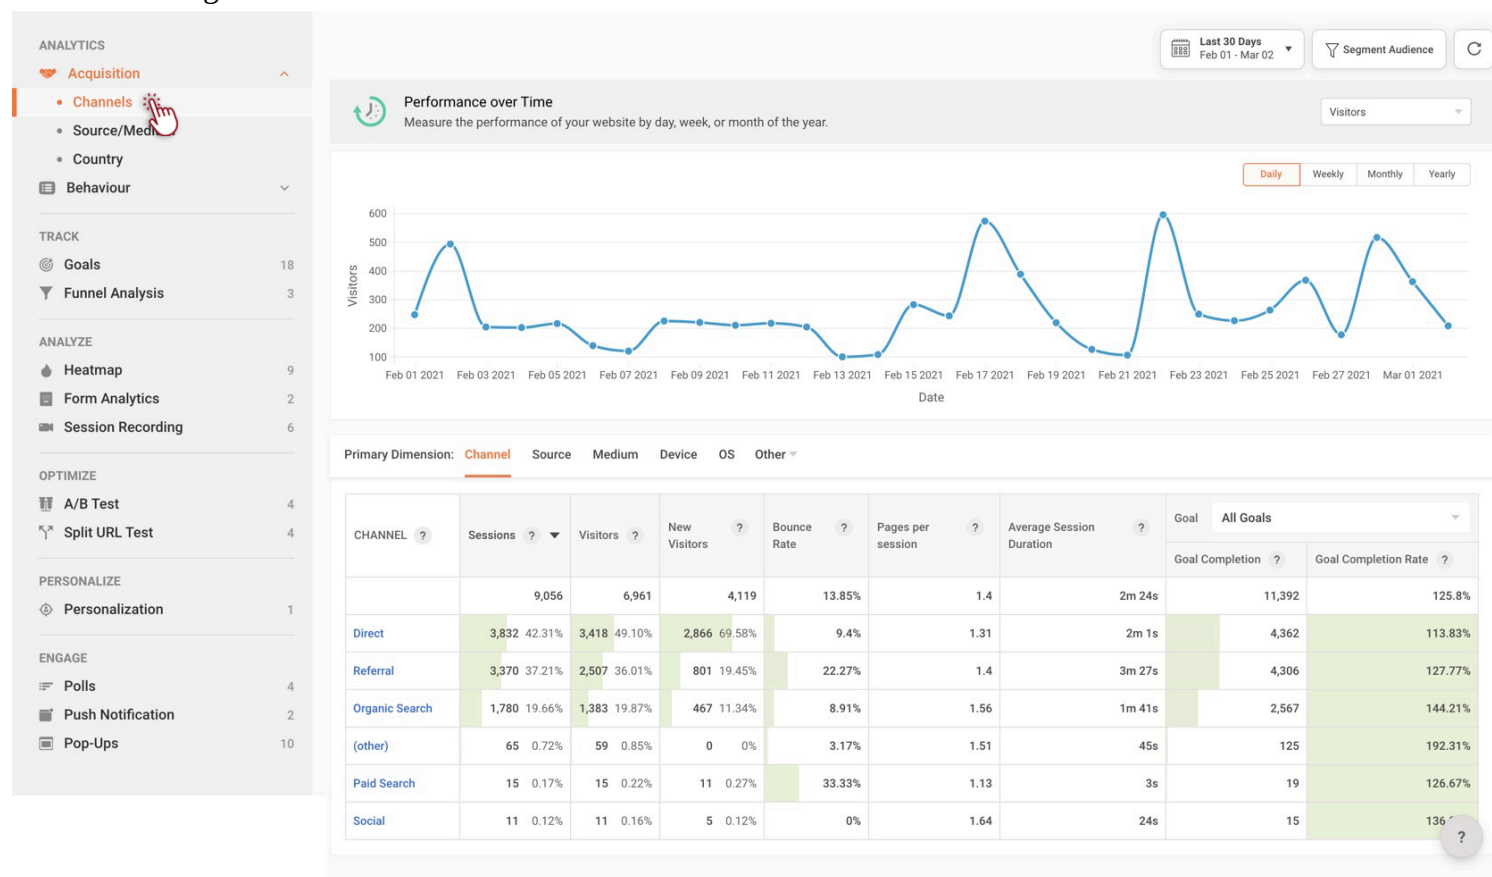 ANALYTICS
Acquisition
Channels
Country
Behaviour
TRACK
Goals 18
Funnel Analysis 3
ANALYZE
Heatmap 9
Form Analytics 2
Session Recording 6
OPTIMIZE
A/B Test 4
Split URL Test 4
PERSONALIZE
Personalization 1
ENGAGE
Polls 4
Push Notification 2
Pop-Ups 10
Last 30 Days
Feb 01 - Mar 02
Segment Audience
Performance over Time
Measure the performance of your website by day, week, or month of the year.
Visitors
Daily Weekly Monthly Yearly
600
500
400
300
200
100
Visitors
Feb 01 2021 Feb 03 2021 Feb 05 2021 Feb 07 2021 Feb 09 2021 Feb 11 2021 Feb 13 2021 Feb 15 2021 Feb 17 2021 Feb 19 2021 Feb 21 2021 Feb 23 2021 Feb 25 2021 Feb 27 2021 Mar 01 2021
Date
Primary Dimension: Channel Source Medium Device OS Other
CHANNEL ? Sessions ? Visitors ? New Visitors ? Bounce Rate ? Pages per session ? Average Session Duration ? Goal All Goals
Goal Completion ? Goal Completion Rate ?
9,056 6,961 4,119 13.85% 1.4 2m 24s 11,392 125.8%
Direct 3,832 42.31% 3,418 49.10% 2,866 69.58% 9.4% 1.31 2m 1s 4,362 113.83%
Referral 3,370 37.21% 2,507 36.01% 801 19.45% 22.27% 1.4 3m 27s 4,306 127.77%
Organic Search 1,780 19.66% 1,383 19.87% 467 11.34% 8.91% 1.56 1m 41s 2,567 144.21%
(other) 65 0.72% 59 0.85% 0 0% 3.17% 1.51 45s 125 192.31%
Paid Search 15 0.17% 15 0.22% 11 0.27% 33.33% 1.13 3s 19 126.67%
Social 11 0.12% 11 0.16% 5 0.12% 0% 1.64 24s 15
?